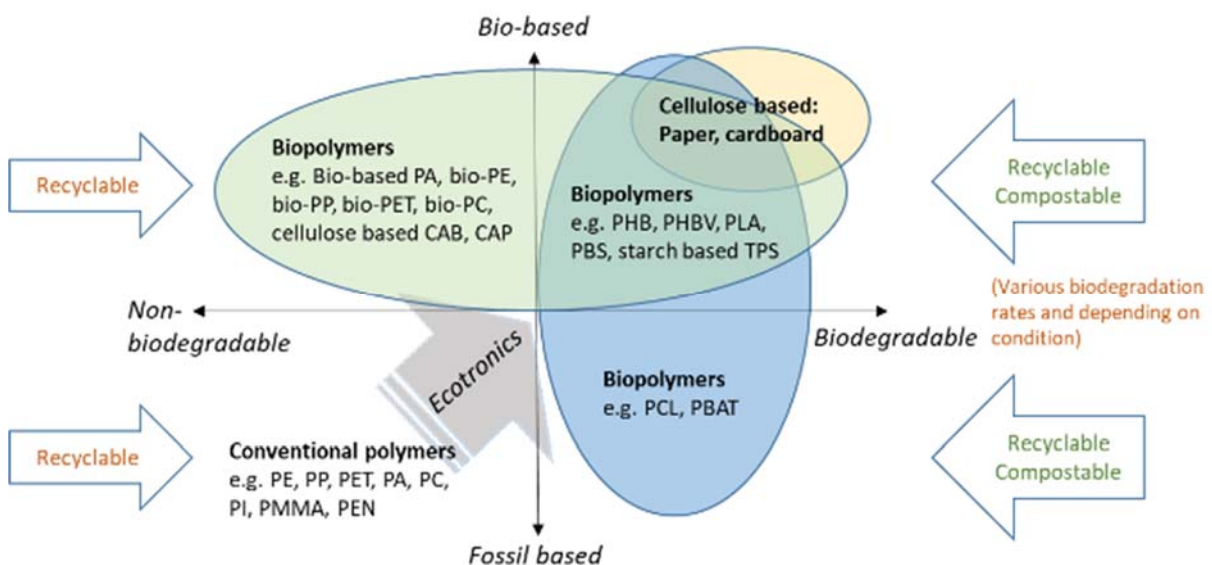 Bio-based
Cellulose based:
Paper, cardboard
Biopolymers
e.g. Bio-based PA, bio-PE,
bio-PP, bio-PET, bio-PC,
cellulose based CAB, CAP
Recyclable
Biopolymers
e.g. PHB, PHBV, PLA,
PBS, starch based TPS
Recyclable
Compostable
(Various biodegradation
rates and depending on
condition)
Non-
biodegradable
Biodegradable
Ecotronics
Biopolymers
e.g. PCL, PBAT
Recyclable
Conventional polymers
e.g. PE, PP, PET, PA, PC,
PI, PMMA, PEN
Recyclable
Compostable
Fossil based